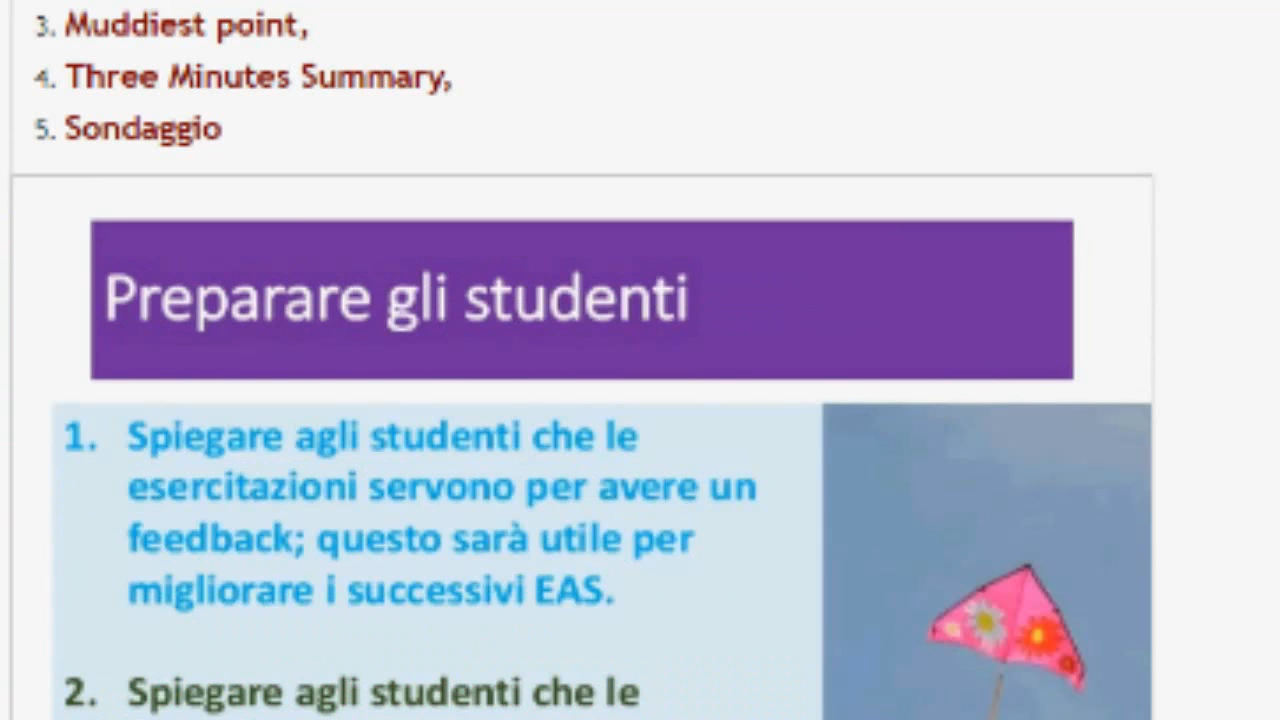 3. Muddiest point,
4. Three Minutes Summary,
5. Sondaggio
Preparare gli studenti
1. Spiegare agli studenti che le
esercitazioni servono per avere un
feedback; questo sarà utile per
migliorare i successivi EAS.
2. Spiegare agli studenti che le